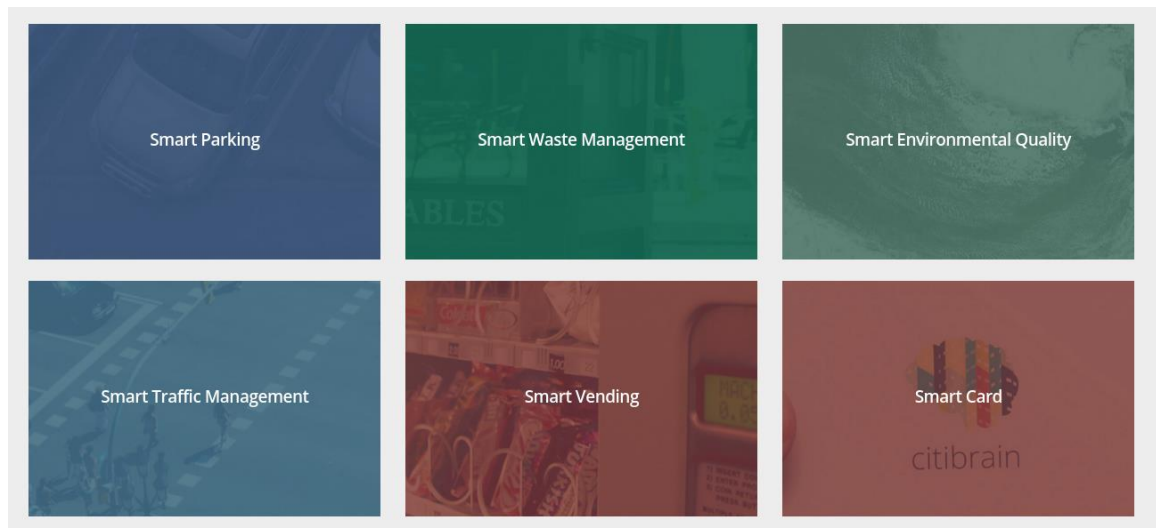 Smart Parking
Smart Waste Management
Smart Environmental Quality
ABLES
Smart Traffic Management
Smart Vending
Smart Card
citibrain